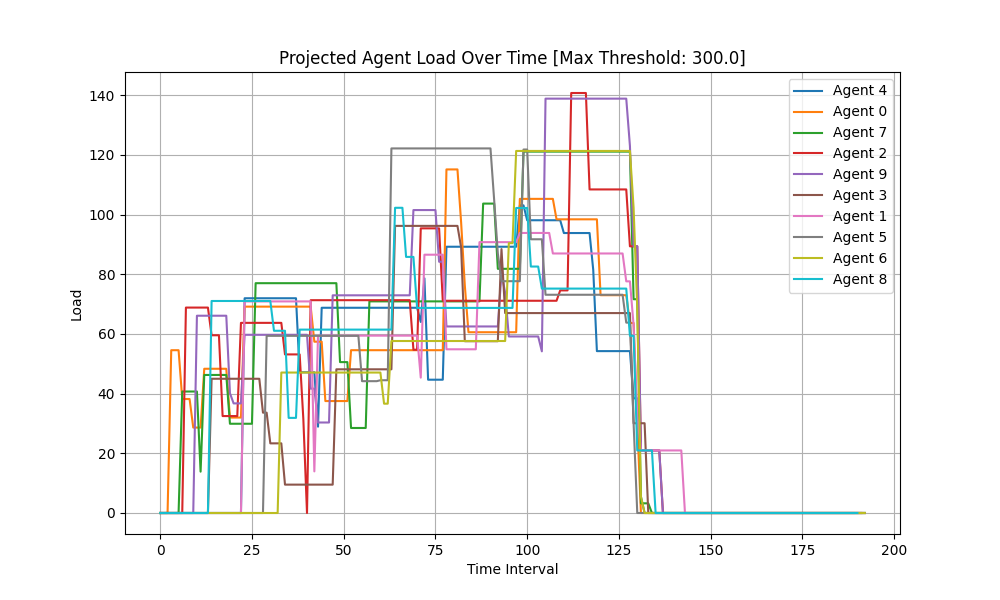 Projected Agent Load Over Time [Max Threshold: 300.0]
Load
140
120
100
80
60
40
20
0
0 25 50 75 100 125 150 175 200
Time Interval
Agent 4
Agent 0
Agent 7
Agent 2
Agent 9
Agent 3
Agent 1
Agent 5
Agent 6
Agent 8